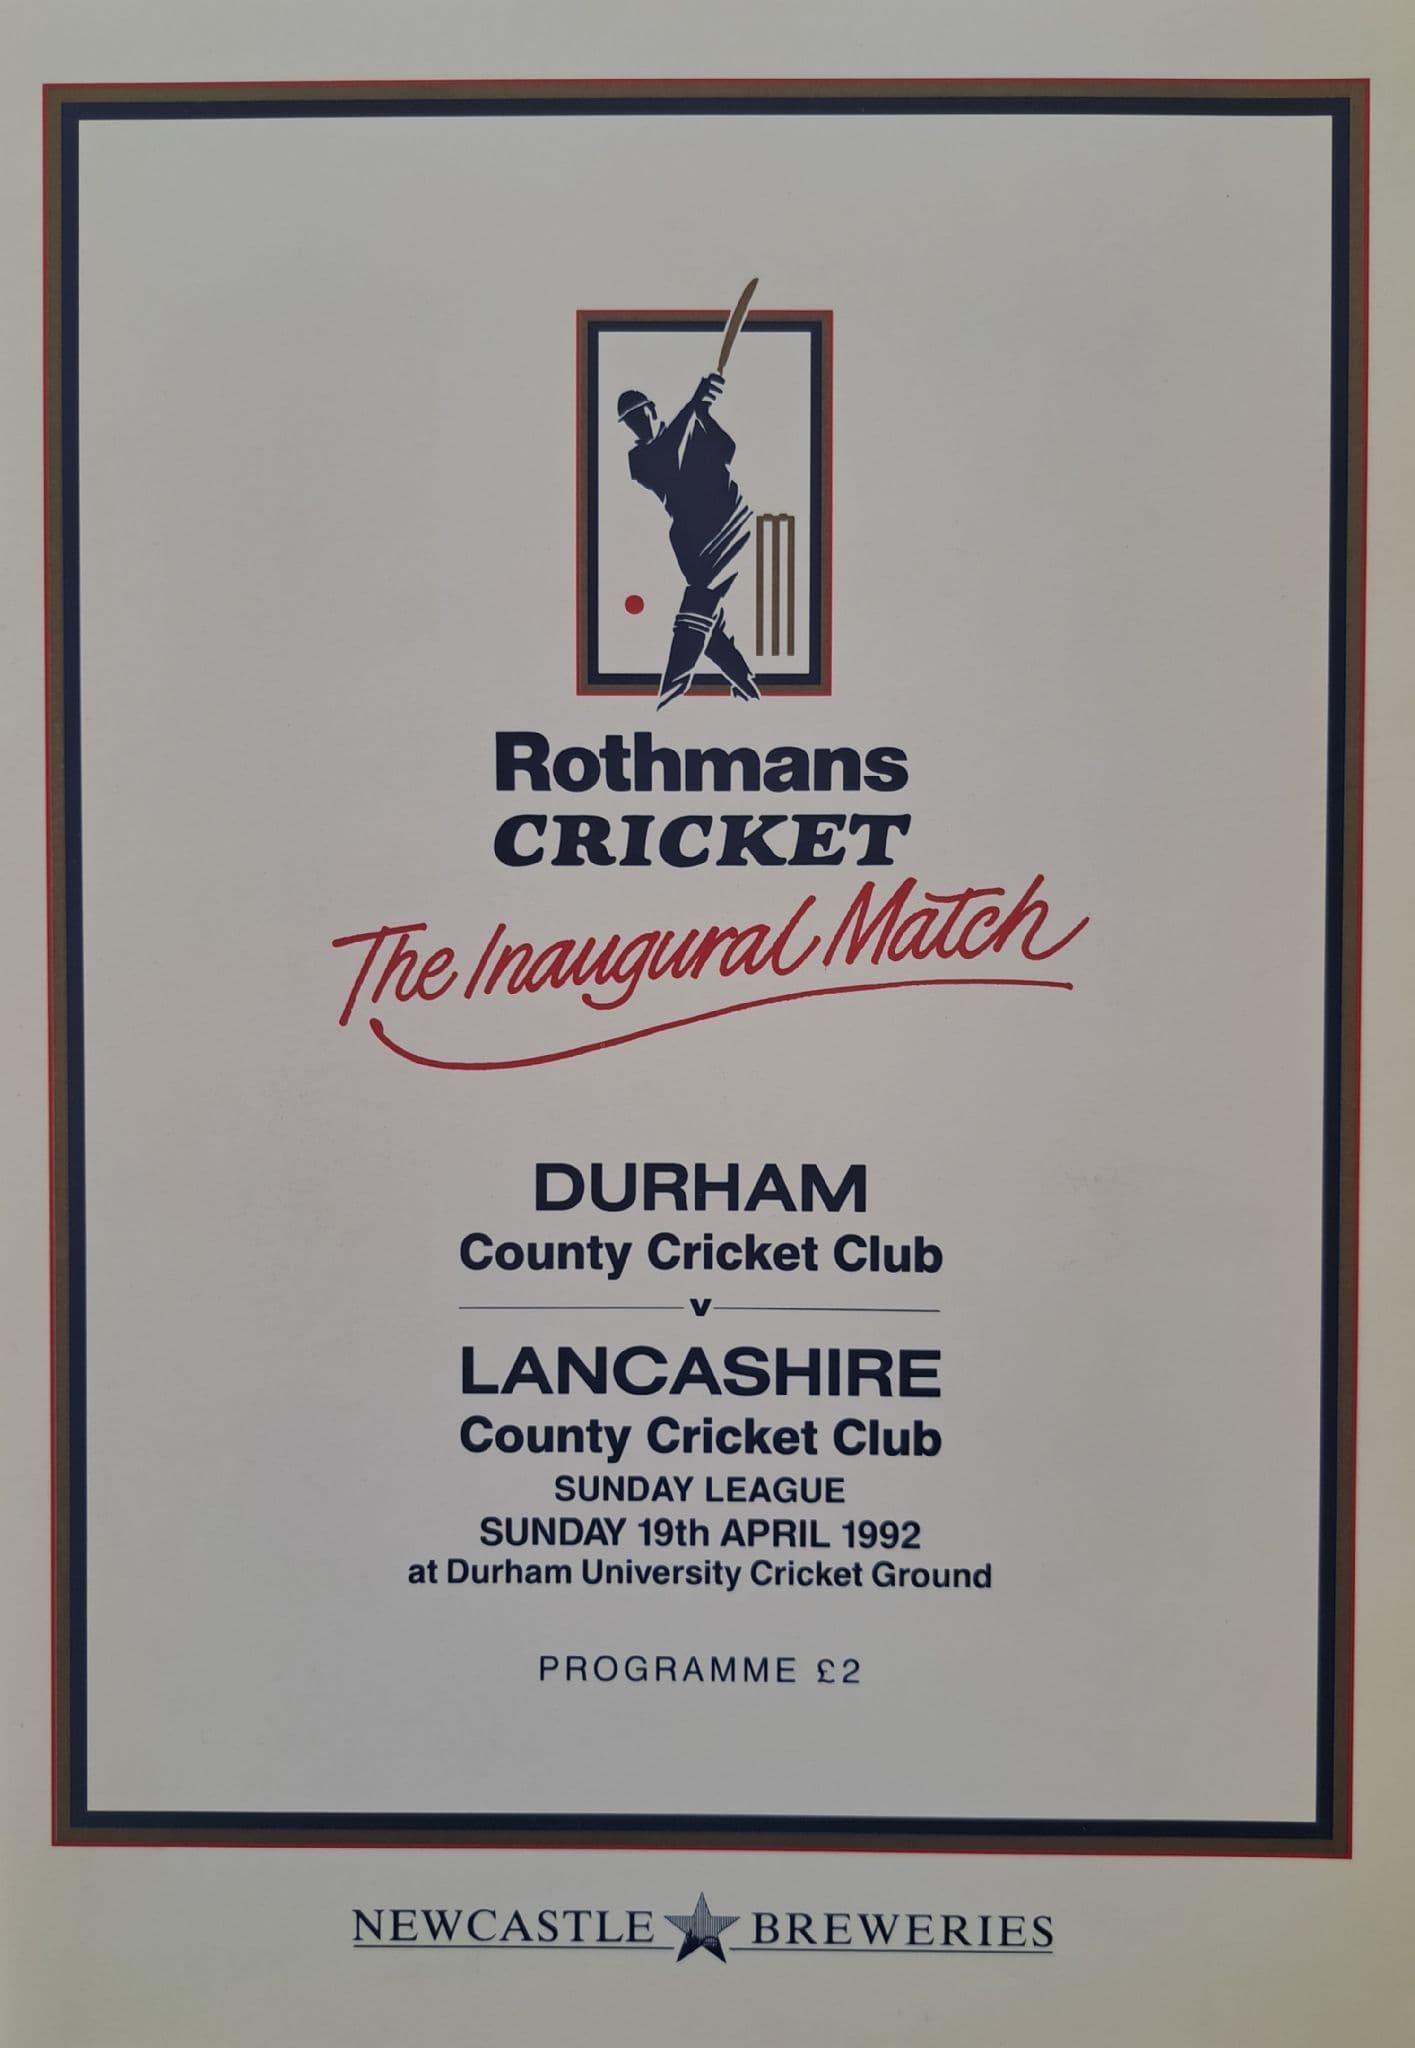 Rothmans
CRICKET
The Inaugural Match
DURHAM
County Cricket Club
v
LANCASHIRE
County Cricket Club
SUNDAY LEAGUE
SUNDAY 19th APRIL 1992
at Durham University Cricket Ground
PROGRAMME £2
NEWCASTLE BREWERIES